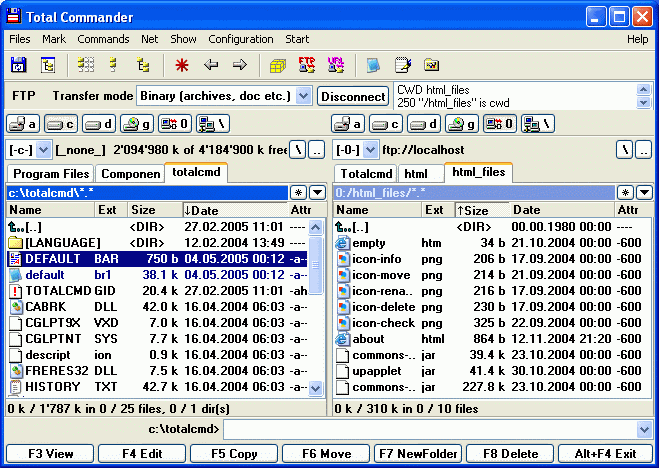 Total Commander
Files Mark Commands Net Show Configuration Start Help
FTP URL
FTP Transfer mode Binary (archives, doc etc.) Disconnect
CWD html_files
250 "/html_files" is cwd
a c d g 0 \ a c d g 0 \
[-c-] [_none_] 2'094'980 k of 4'184'900 k free \ .. [-0-] ftp://localhost \ ..
Program Files Componen totalcmd Totalcmd html html_files
c:\totalcmd\*.* * 0:/html_files/*.* *
Name Ext Size ↓Date Attr Name Ext ↑Size Date Attr
[..] <DIR> 27.02.2005 11:01 ---- [..] <DIR> 00.00.1980 00:00 ----
[LANGUAGE] <DIR> 12.02.2004 13:49 ---- empty htm 34 b 21.10.2004 00:00 -600
DEFAULT BAR 750 b 04.05.2005 00:12 -a-- icon-info png 206 b 17.09.2004 00:00 -600
default br1 38.1 k 04.05.2005 00:12 -a-- icon-move png 214 b 21.09.2004 00:00 -600
TOTALCMD GID 20.4 k 27.02.2005 11:01 -ah icon-rena.. png 216 b 17.09.2004 00:00 -600
CABRK DLL 42.0 k 16.04.2004 06:03 -a-- icon-delete png 230 b 17.09.2004 00:00 -600
CGLPT9X VXD 7.0 k 16.04.2004 06:03 -a-- icon-check png 325 b 22.09.2004 00:00 -600
CGLPTNT SYS 7.7 k 16.04.2004 06:03 -a-- about html 864 b 12.11.2004 21:20 -600
descript ion 0.9 k 16.04.2004 06:03 -a-- commons-.. jar 39.4 k 23.10.2004 00:00 -600
FRERES32 DLL 7.5 k 16.04.2004 06:03 -a-- upapplet jar 41.4 k 30.10.2004 00:00 -600
HISTORY TXT 42.7 k 16.04.2004 06:03 -a-- commons-.. jar 227.8 k 23.10.2004 00:00 -600
0 k / 1'787 k in 0 / 25 files, 0 / 1 dir(s) 0 k / 310 k in 0 / 10 files
c:\totalcmd>
F3 View F4 Edit F5 Copy F6 Move F7 NewFolder F8 Delete Alt+F4 Exit